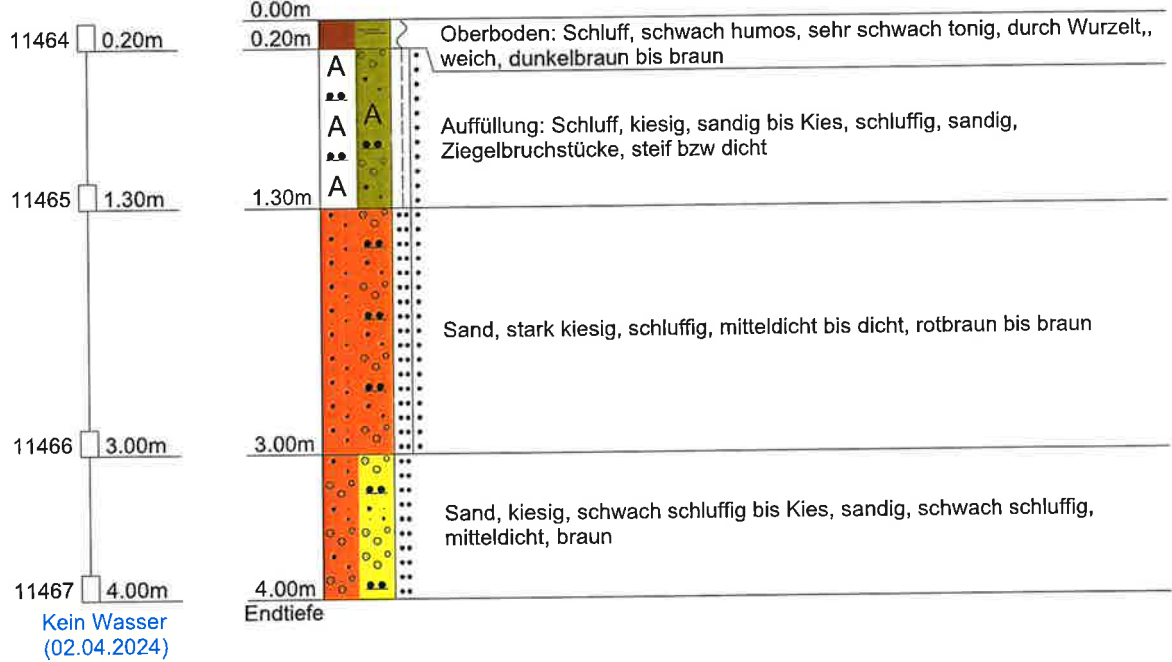 0.00m
11464 0.20m
0.20m
Oberboden: Schluff, schwach humos, sehr schwach tonig, durch Wurzelt,,
weich, dunkelbraun bis braun
A
A
A
A
Auffüllung: Schluff, kiesig, sandig bis Kies, schluffig, sandig,
Ziegelbruchstücke, steif bzw dicht
11465 1.30m
1.30m
Sand, stark kiesig, schluffig, mitteldicht bis dicht, rotbraun bis braun
11466 3.00m
3.00m
Sand, kiesig, schwach schluffig bis Kies, sandig, schwach schluffig,
mitteldicht, braun
11467 4.00m
4.00m
Endtiefe
Kein Wasser
(02.04.2024)